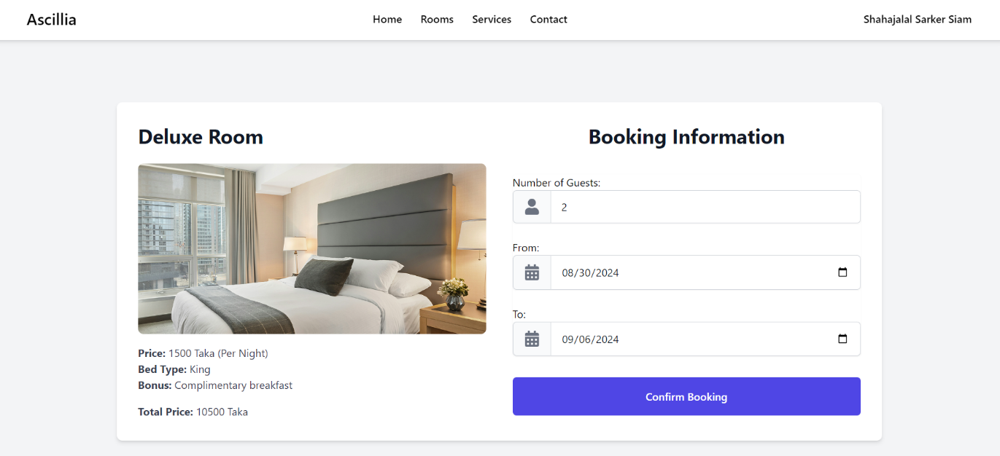 Ascillia
Home Rooms Services Contact
Shahajalal Sarker Siam
Deluxe Room
Price: 1500 Taka (Per Night)
Bed Type: King
Bonus: Complimentary breakfast
Total Price: 10500 Taka
Booking Information
Number of Guests:
2
From:
08/30/2024
To:
09/06/2024
Confirm Booking